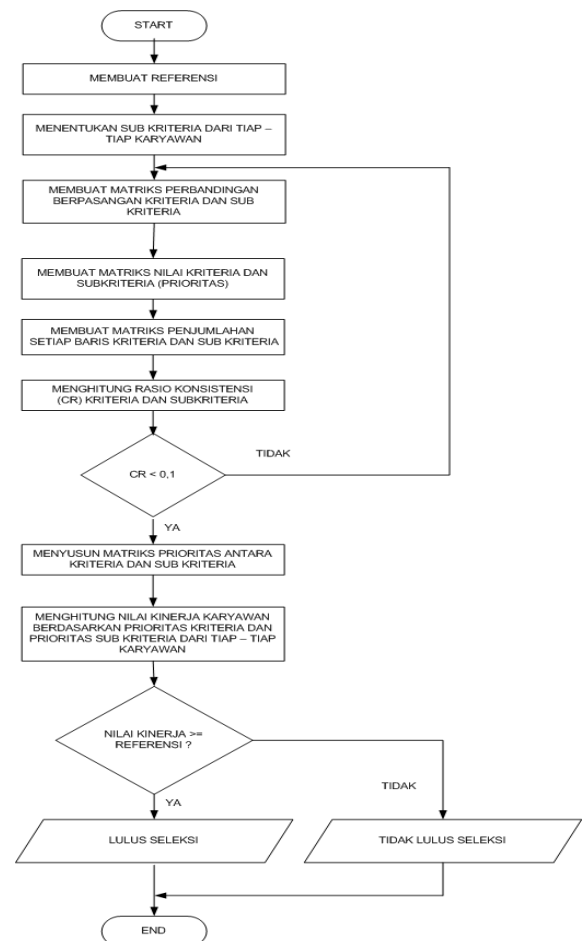 START
MEMBUAT REFERENSI
MENENTUKAN SUB KRITERIA DARI TIAP –
TIAP KARYAWAN
MEMBUAT MATRIKS PERBANDINGAN
BERPASANGAN KRITERIA DAN SUB
KRITERIA
MEMBUAT MATRIKS NILAI KRITERIA DAN
SUBKRITERIA (PRIORITAS)
MEMBUAT MATRIKS PENJUMLAHAN
SETIAP BARIS KRITERIA DAN SUB KRITERIA
MENGHITUNG RASIO KONSISTENSI
(CR) KRITERIA DAN SUBKRITERIA
CR < 0,1
TIDAK
YA
MENYUSUN MATRIKS PRIORITAS ANTARA
KRITERIA DAN SUB KRITERIA
MENGHITUNG NILAI KINERJA KARYAWAN
BERDASARKAN PRIORITAS KRITERIA DAN
PRIORITAS SUB KRITERIA DARI TIAP – TIAP
KARYAWAN
NILAI KINERJA >=
REFERENSI ?
TIDAK
YA
LULUS SELEKSI
TIDAK LULUS SELEKSI
END